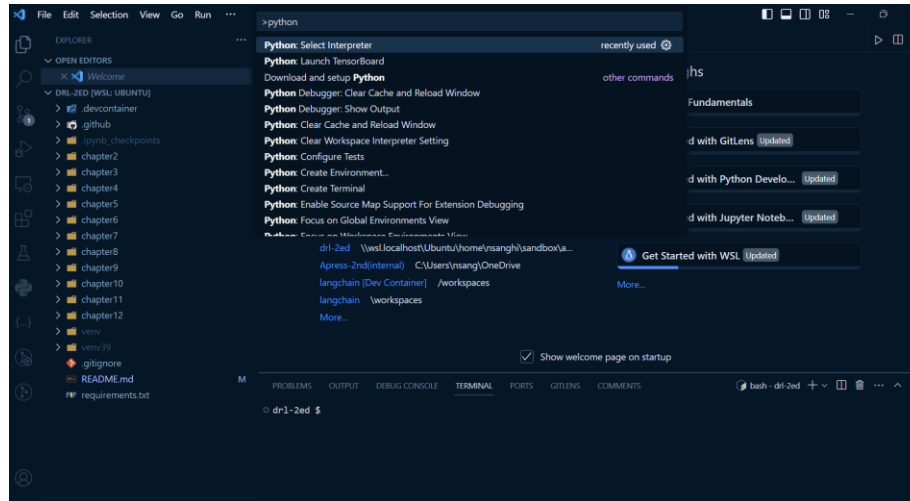 File Edit Selection View Go Run ...
>python
Python: Select Interpreter recently used
Python: Launch TensorBoard
Download and setup Python other commands
Python Debugger: Clear Cache and Reload Window
Python Debugger: Show Output
Python: Clear Cache and Reload Window
Python: Clear Workspace Interpreter Setting
Python: Configure Tests
Python: Create Environment...
Python: Create Terminal
Python: Enable Source Map Support For Extension Debugging
Python: Focus on Global Environments View
Python: Focus on Workspace Environments View
EXPLORER ...
OPEN EDITORS
Welcome
DRL-2ED [WSL: UBUNTU]
.devcontainer
.github
.ipynb_checkpoints
chapter2
chapter3
chapter4
chapter5
chapter6
chapter7
chapter8
chapter9
chapter10
chapter11
chapter12
venv
venv39
.gitignore
README.md M
requirements.txt
1
ghs
Fundamentals
d with GitLens Updated
d with Python Develo... Updated
d with Jupyter Noteb... Updated
Get Started with WSL Updated
More...
drl-2ed \\wsl.localhost\Ubuntu\home\nsanghi\sandbox\a...
Apress-2nd(internal) C:\Users\nsang\OneDrive
langchain [Dev Container] /workspaces
langchain \workspaces
More...
Show welcome page on startup
PROBLEMS OUTPUT DEBUG CONSOLE TERMINAL PORTS GITLENS COMMENTS
bash - drl-2ed
drl-2ed $